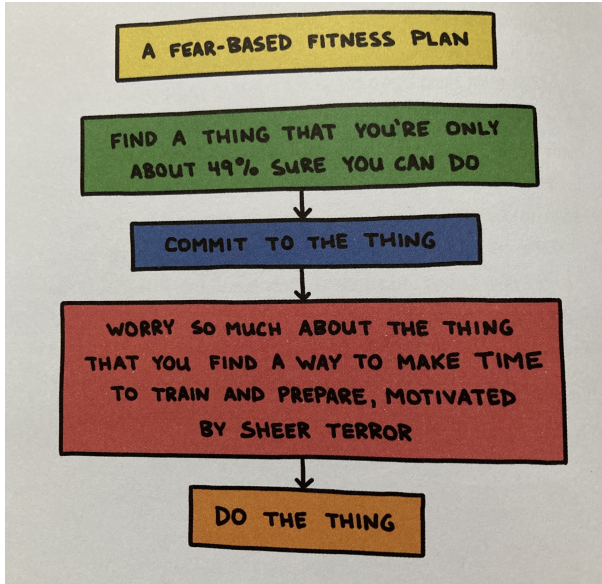 A FEAR-BASED FITNESS PLAN
FIND A THING THAT YOU'RE ONLY
ABOUT 49% SURE YOU CAN DO
COMMIT TO THE THING
WORRY SO MUCH ABOUT THE THING
THAT YOU FIND A WAY TO MAKE TIME
TO TRAIN AND PREPARE, MOTIVATED
BY SHEER TERROR
DO THE THING